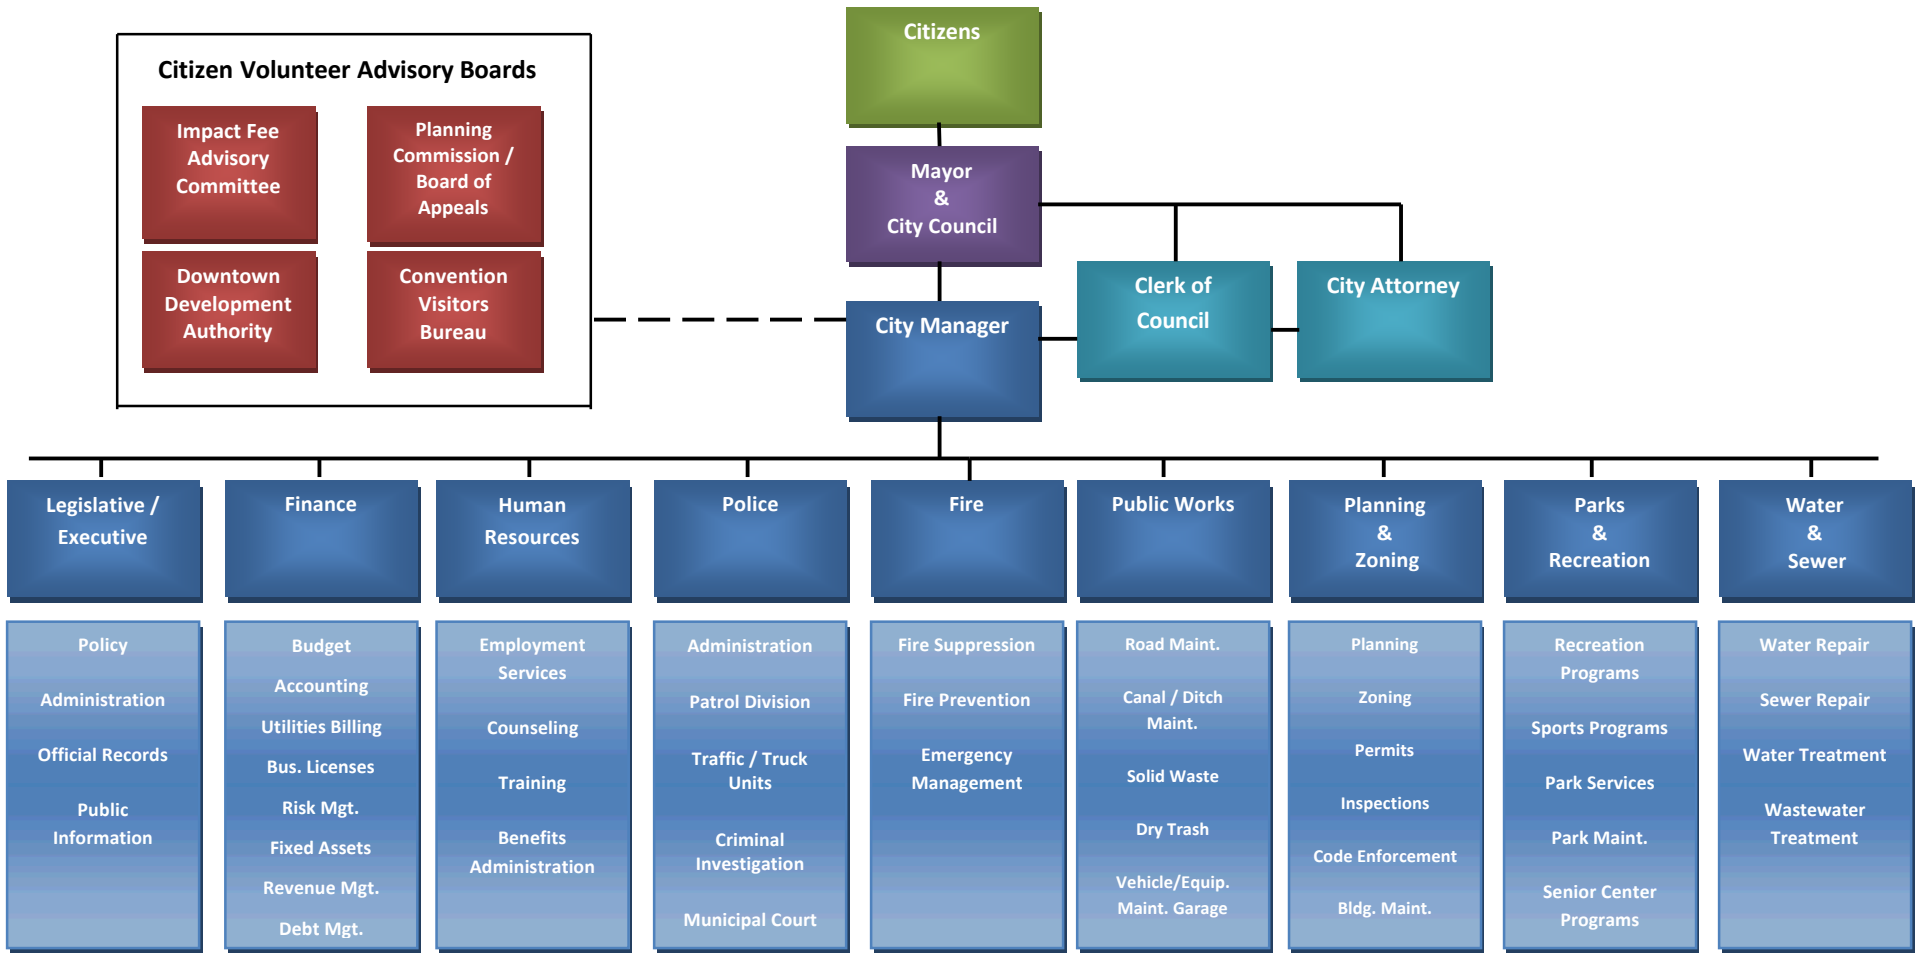 Citizen Volunteer Advisory Boards
Impact Fee
Advisory
Committee
Planning
Commission /
Board of
Appeals
Downtown
Development
Authority
Convention
Visitors
Bureau
Citizens
Mayor
&
City Council
City Manager
Clerk of
Council
City Attorney
Legislative /
Executive
Finance
Human
Resources
Police
Fire
Public Works
Planning
&
Zoning
Parks
&
Recreation
Water
&
Sewer
Policy
Administration
Official Records
Public
Information
Budget
Accounting
Utilities Billing
Bus. Licenses
Risk Mgt.
Fixed Assets
Revenue Mgt.
Debt Mgt.
Employment
Services
Counseling
Training
Benefits
Administration
Administration
Patrol Division
Traffic / Truck
Units
Criminal
Investigation
Municipal Court
Fire Suppression
Fire Prevention
Emergency
Management
Road Maint.
Canal / Ditch
Maint.
Solid Waste
Dry Trash
Vehicle/Equip.
Maint. Garage
Planning
Zoning
Permits
Inspections
Code Enforcement
Bldg. Maint.
Recreation
Programs
Sports Programs
Park Services
Park Maint.
Senior Center
Programs
Water Repair
Sewer Repair
Water Treatment
Wastewater
Treatment